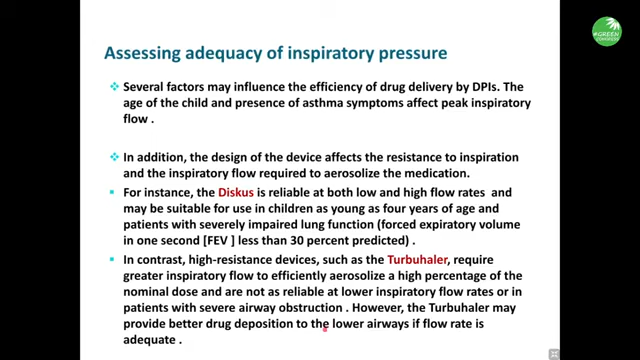 #GREEN
CONGRESS
Assessing adequacy of inspiratory pressure
Several factors may influence the efficiency of drug delivery by DPIs. The
age of the child and presence of asthma symptoms affect peak inspiratory
flow .
In addition, the design of the device affects the resistance to inspiration
and the inspiratory flow required to aerosolize the medication.
For instance, the Diskus is reliable at both low and high flow rates and
may be suitable for use in children as young as four years of age and
patients with severely impaired lung function (forced expiratory volume
in one second [FEV ] less than 30 percent predicted) .
In contrast, high-resistance devices, such as the Turbuhaler, require
greater inspiratory flow to efficiently aerosolize a high percentage of the
nominal dose and are not as reliable at lower inspiratory flow rates or in
patients with severe airway obstruction . However, the Turbuhaler may
provide better drug deposition to the lower airways if flow rate is
adequate .